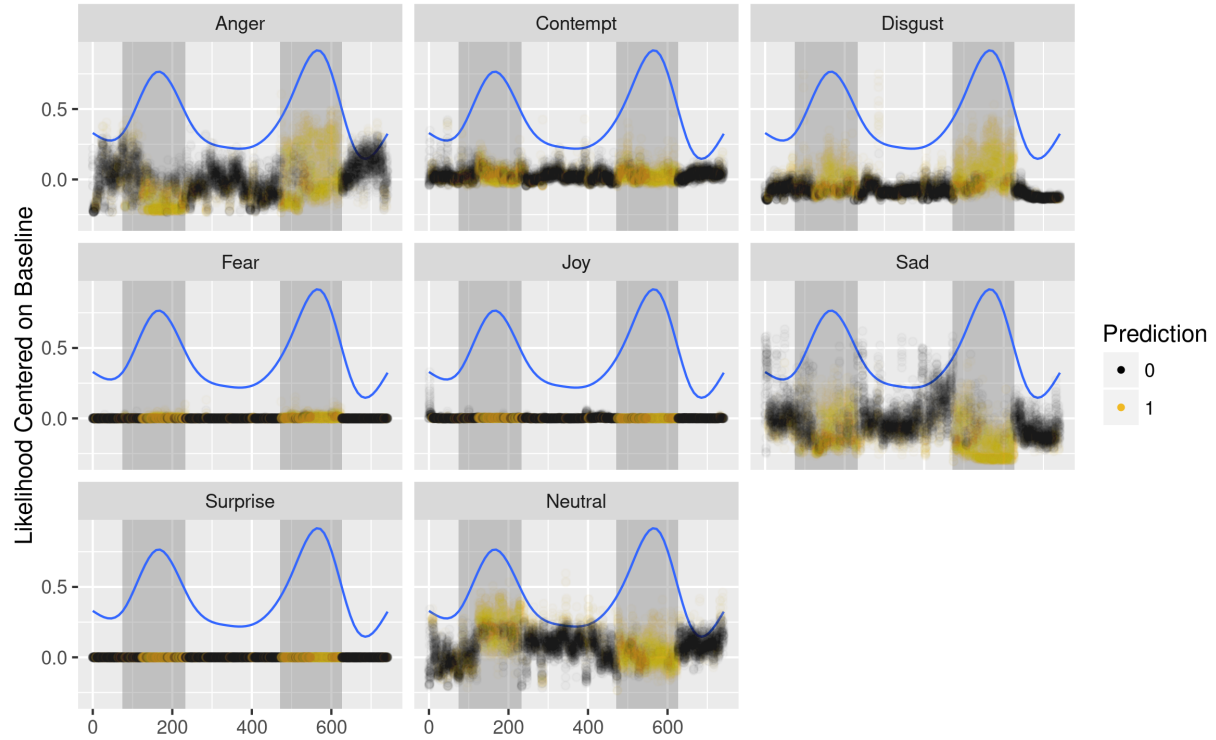 Anger
Contempt
Disgust
0.5
0.0
Fear
Joy
Sad
0.5
0.0
Surprise
Neutral
0.5
0.0
0
200
400
600
0
200
400
600
Likelihood Centered on Baseline
Prediction
0
1